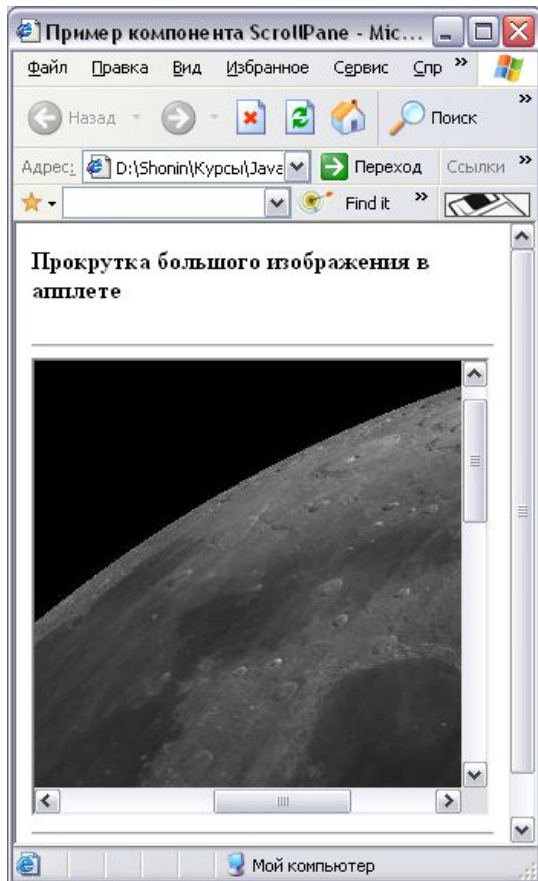 Пример компонента ScrollPane - Mic...
Файл Правка Вид Избранное Сервис Спр »
Назад Поиск »
Адрес: D:\Shonin\Курсы\Java Переход Ссылки »
Find it »
Прокрутка большого изображения в
апплете
Мой компьютер